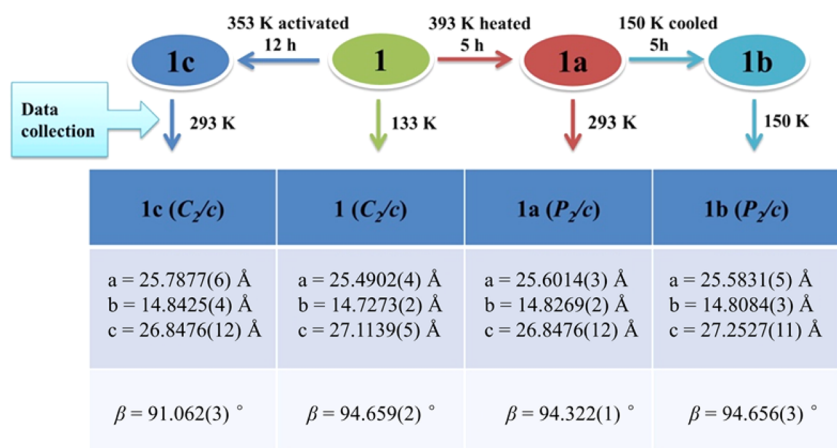 353 K activated
12 h
393 K heated
5 h
150 K cooled
5h
1c
1
1a
1b
Data
collection
293 K
133 K
293 K
150 K
1c (C₂/c)
1 (C₂/c)
1a (P₂/c)
1b (P₂/c)
a = 25.7877(6) Å
b = 14.8425(4) Å
c = 26.8476(12) Å
a = 25.4902(4) Å
b = 14.7273(2) Å
c = 27.1139(5) Å
a = 25.6014(3) Å
b = 14.8269(2) Å
c = 26.8476(12) Å
a = 25.5831(5) Å
b = 14.8084(3) Å
c = 27.2527(11) Å
β = 91.062(3) °
β = 94.659(2) °
β = 94.322(1) °
β = 94.656(3) °